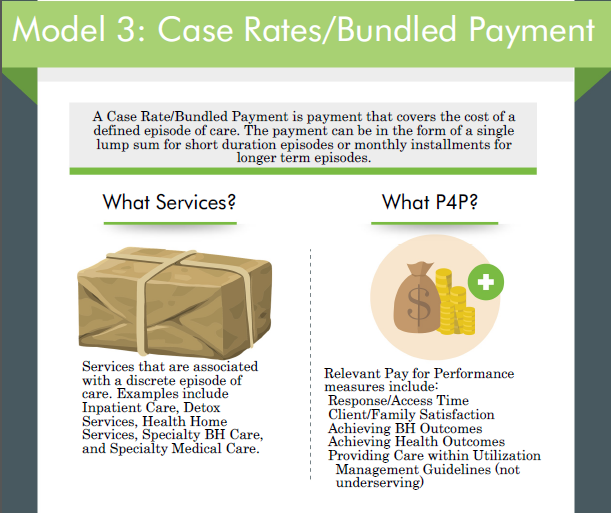 Model 3: Case Rates/Bundled Payment
A Case Rate/Bundled Payment is payment that covers the cost of a
defined episode of care. The payment can be in the form of a single
lump sum for short duration episodes or monthly installments for
longer term episodes.
What Services?
Services that are associated
with a discrete episode of
care. Examples include
Inpatient Care, Detox
Services, Health Home
Services, Specialty BH Care,
and Specialty Medical Care.
What P4P?
$
Relevant Pay for Performance
measures include:
Response/Access Time
Client/Family Satisfaction
Achieving BH Outcomes
Achieving Health Outcomes
Providing Care within Utilization
Management Guidelines (not
underserving)